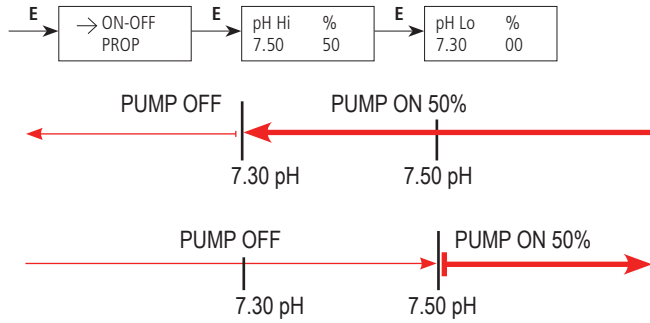 E → ON-OFF E pH Hi % E pH Lo %
PROP 7.50 50 7.30 00
PUMP OFF PUMP ON 50%
7.30 pH 7.50 pH
PUMP OFF PUMP ON 50%
7.30 pH 7.50 pH